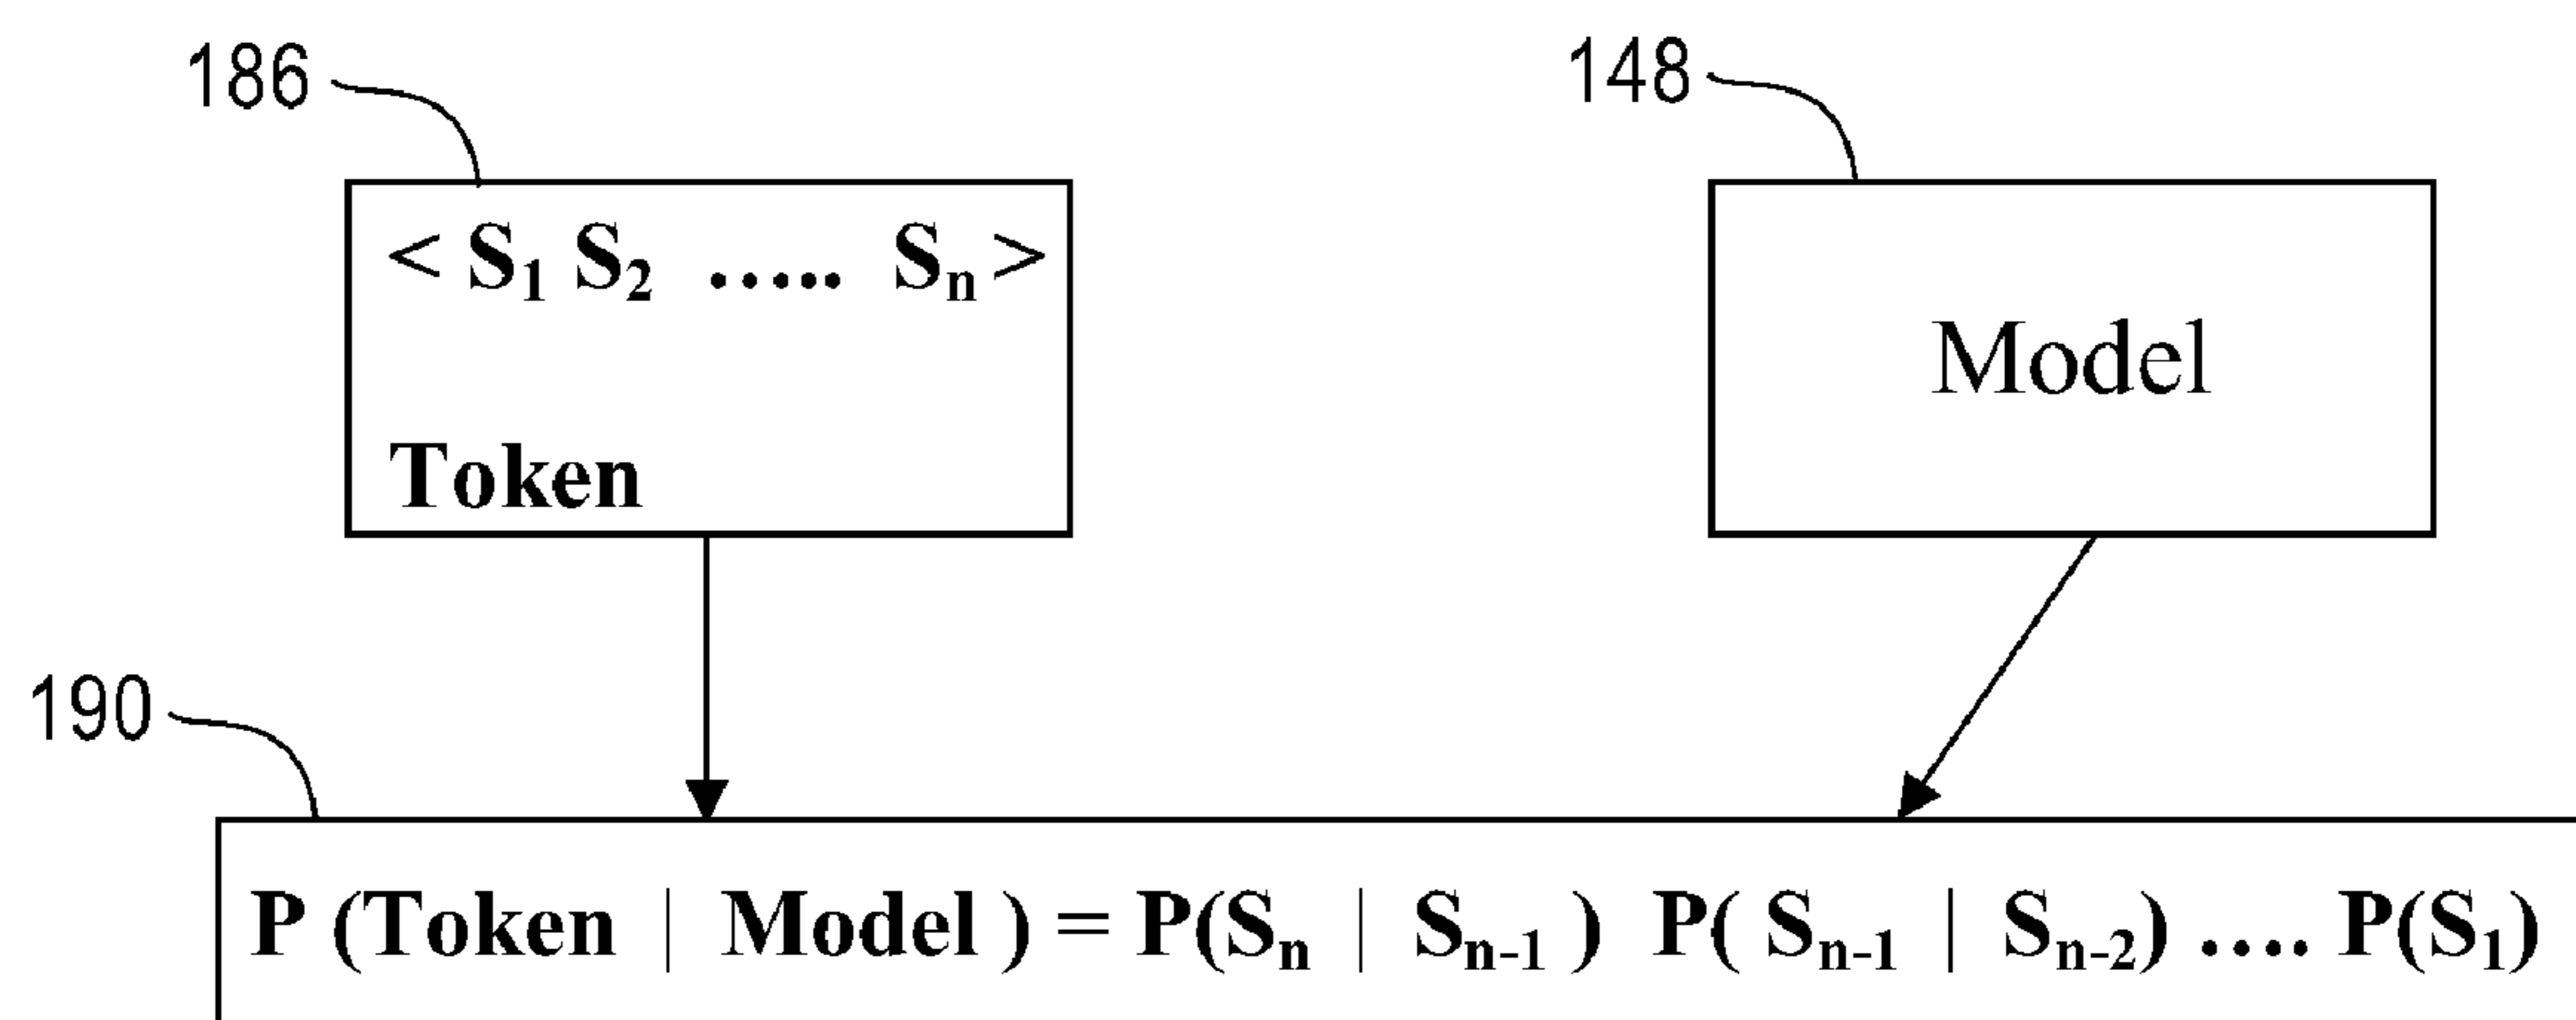 186
148
< S₁ S₂ ..... Sₙ >
Model
Token
190
P (Token | Model ) = P(Sₙ | Sₙ₋₁ ) P( Sₙ₋₁ | Sₙ₋₂) .... P(S₁)